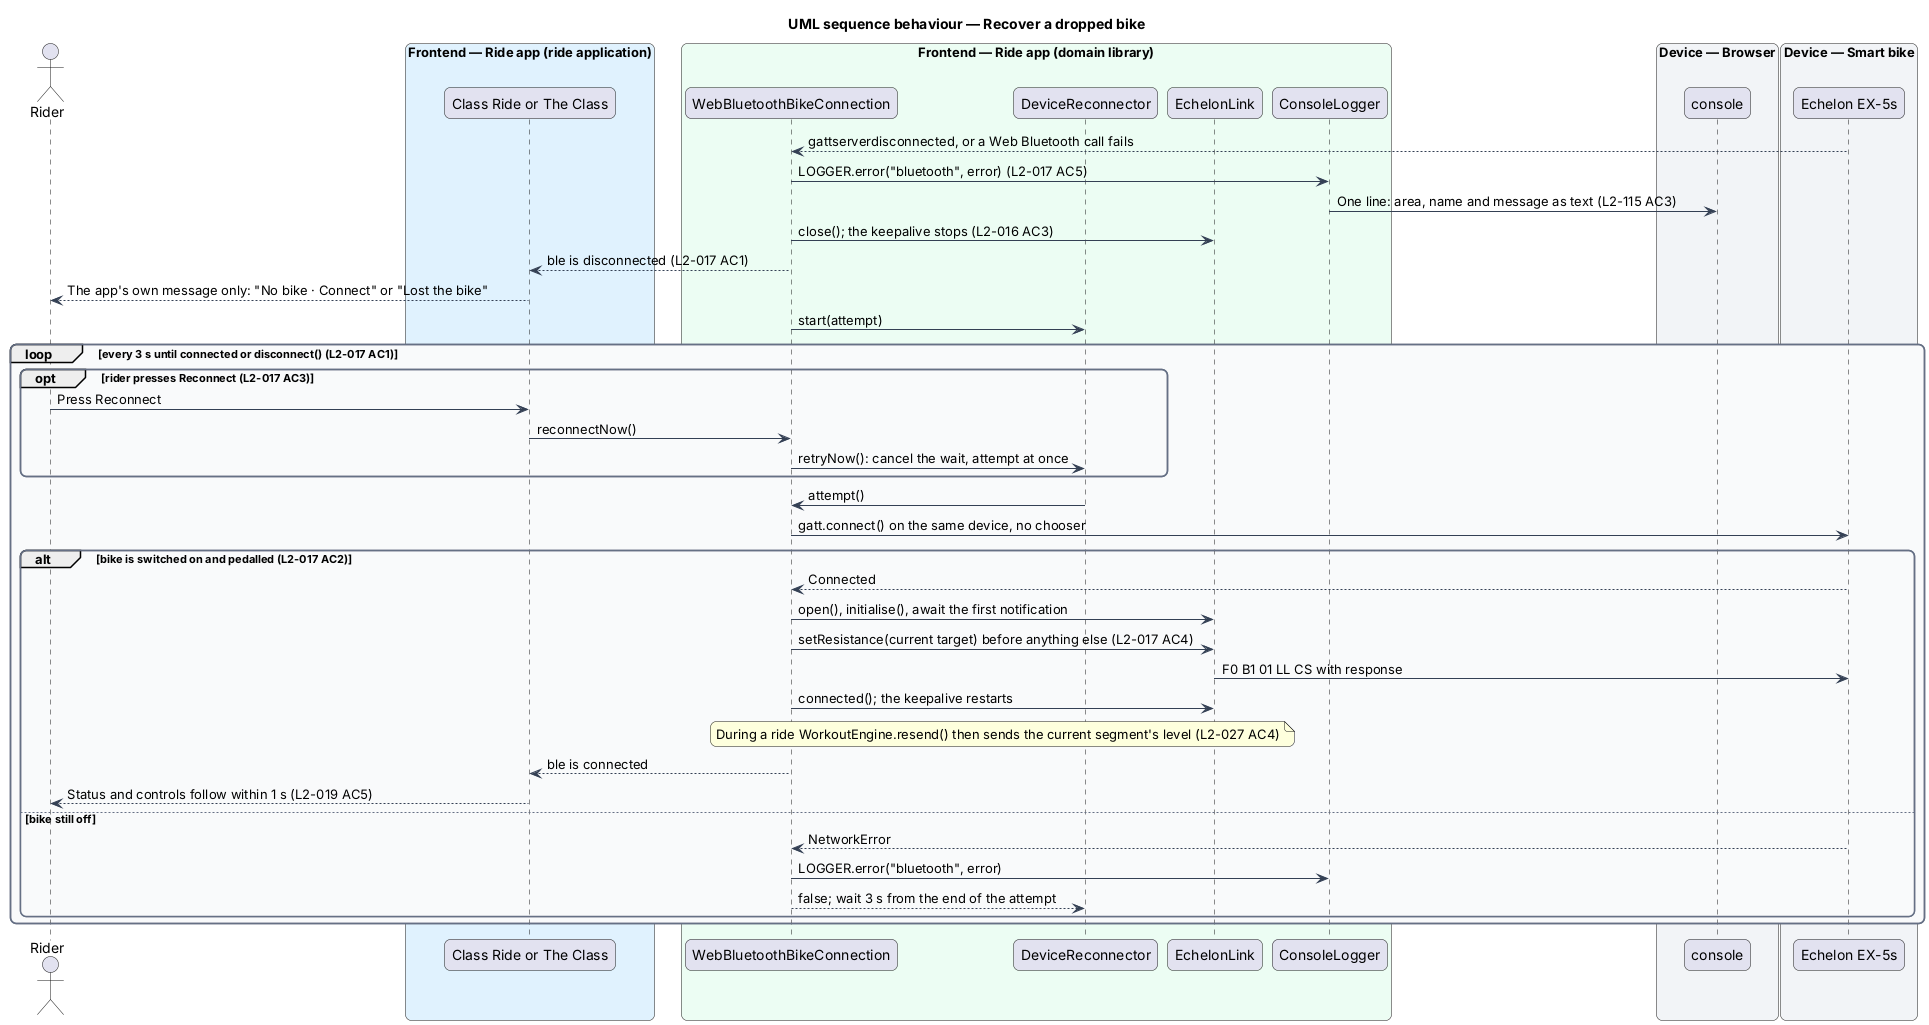 UML sequence behaviour — Recover a dropped bike
Frontend — Ride app (ride application)
Frontend — Ride app (domain library)
Device — Browser
Device — Smart bike
Rider
Class Ride or The Class
WebBluetoothBikeConnection
DeviceReconnector
EchelonLink
ConsoleLogger
console
Echelon EX-5s
gattserverdisconnected, or a Web Bluetooth call fails
LOGGER.error("bluetooth", error) (L2-017 AC5)
One line: area, name and message as text (L2-115 AC3)
close(); the keepalive stops (L2-016 AC3)
ble is disconnected (L2-017 AC1)
The app's own message only: "No bike · Connect" or "Lost the bike"
start(attempt)
loop
[every 3 s until connected or disconnect() (L2-017 AC1)]
opt
[rider presses Reconnect (L2-017 AC3)]
Press Reconnect
reconnectNow()
retryNow(): cancel the wait, attempt at once
attempt()
gatt.connect() on the same device, no chooser
alt
[bike is switched on and pedalled (L2-017 AC2)]
Connected
open(), initialise(), await the first notification
setResistance(current target) before anything else (L2-017 AC4)
F0 B1 01 LL CS with response
connected(); the keepalive restarts
During a ride WorkoutEngine.resend() then sends the current segment's level (L2-027 AC4)
ble is connected
Status and controls follow within 1 s (L2-019 AC5)
[bike still off]
NetworkError
LOGGER.error("bluetooth", error)
false; wait 3 s from the end of the attempt
Rider
Class Ride or The Class
WebBluetoothBikeConnection
DeviceReconnector
EchelonLink
ConsoleLogger
console
Echelon EX-5s